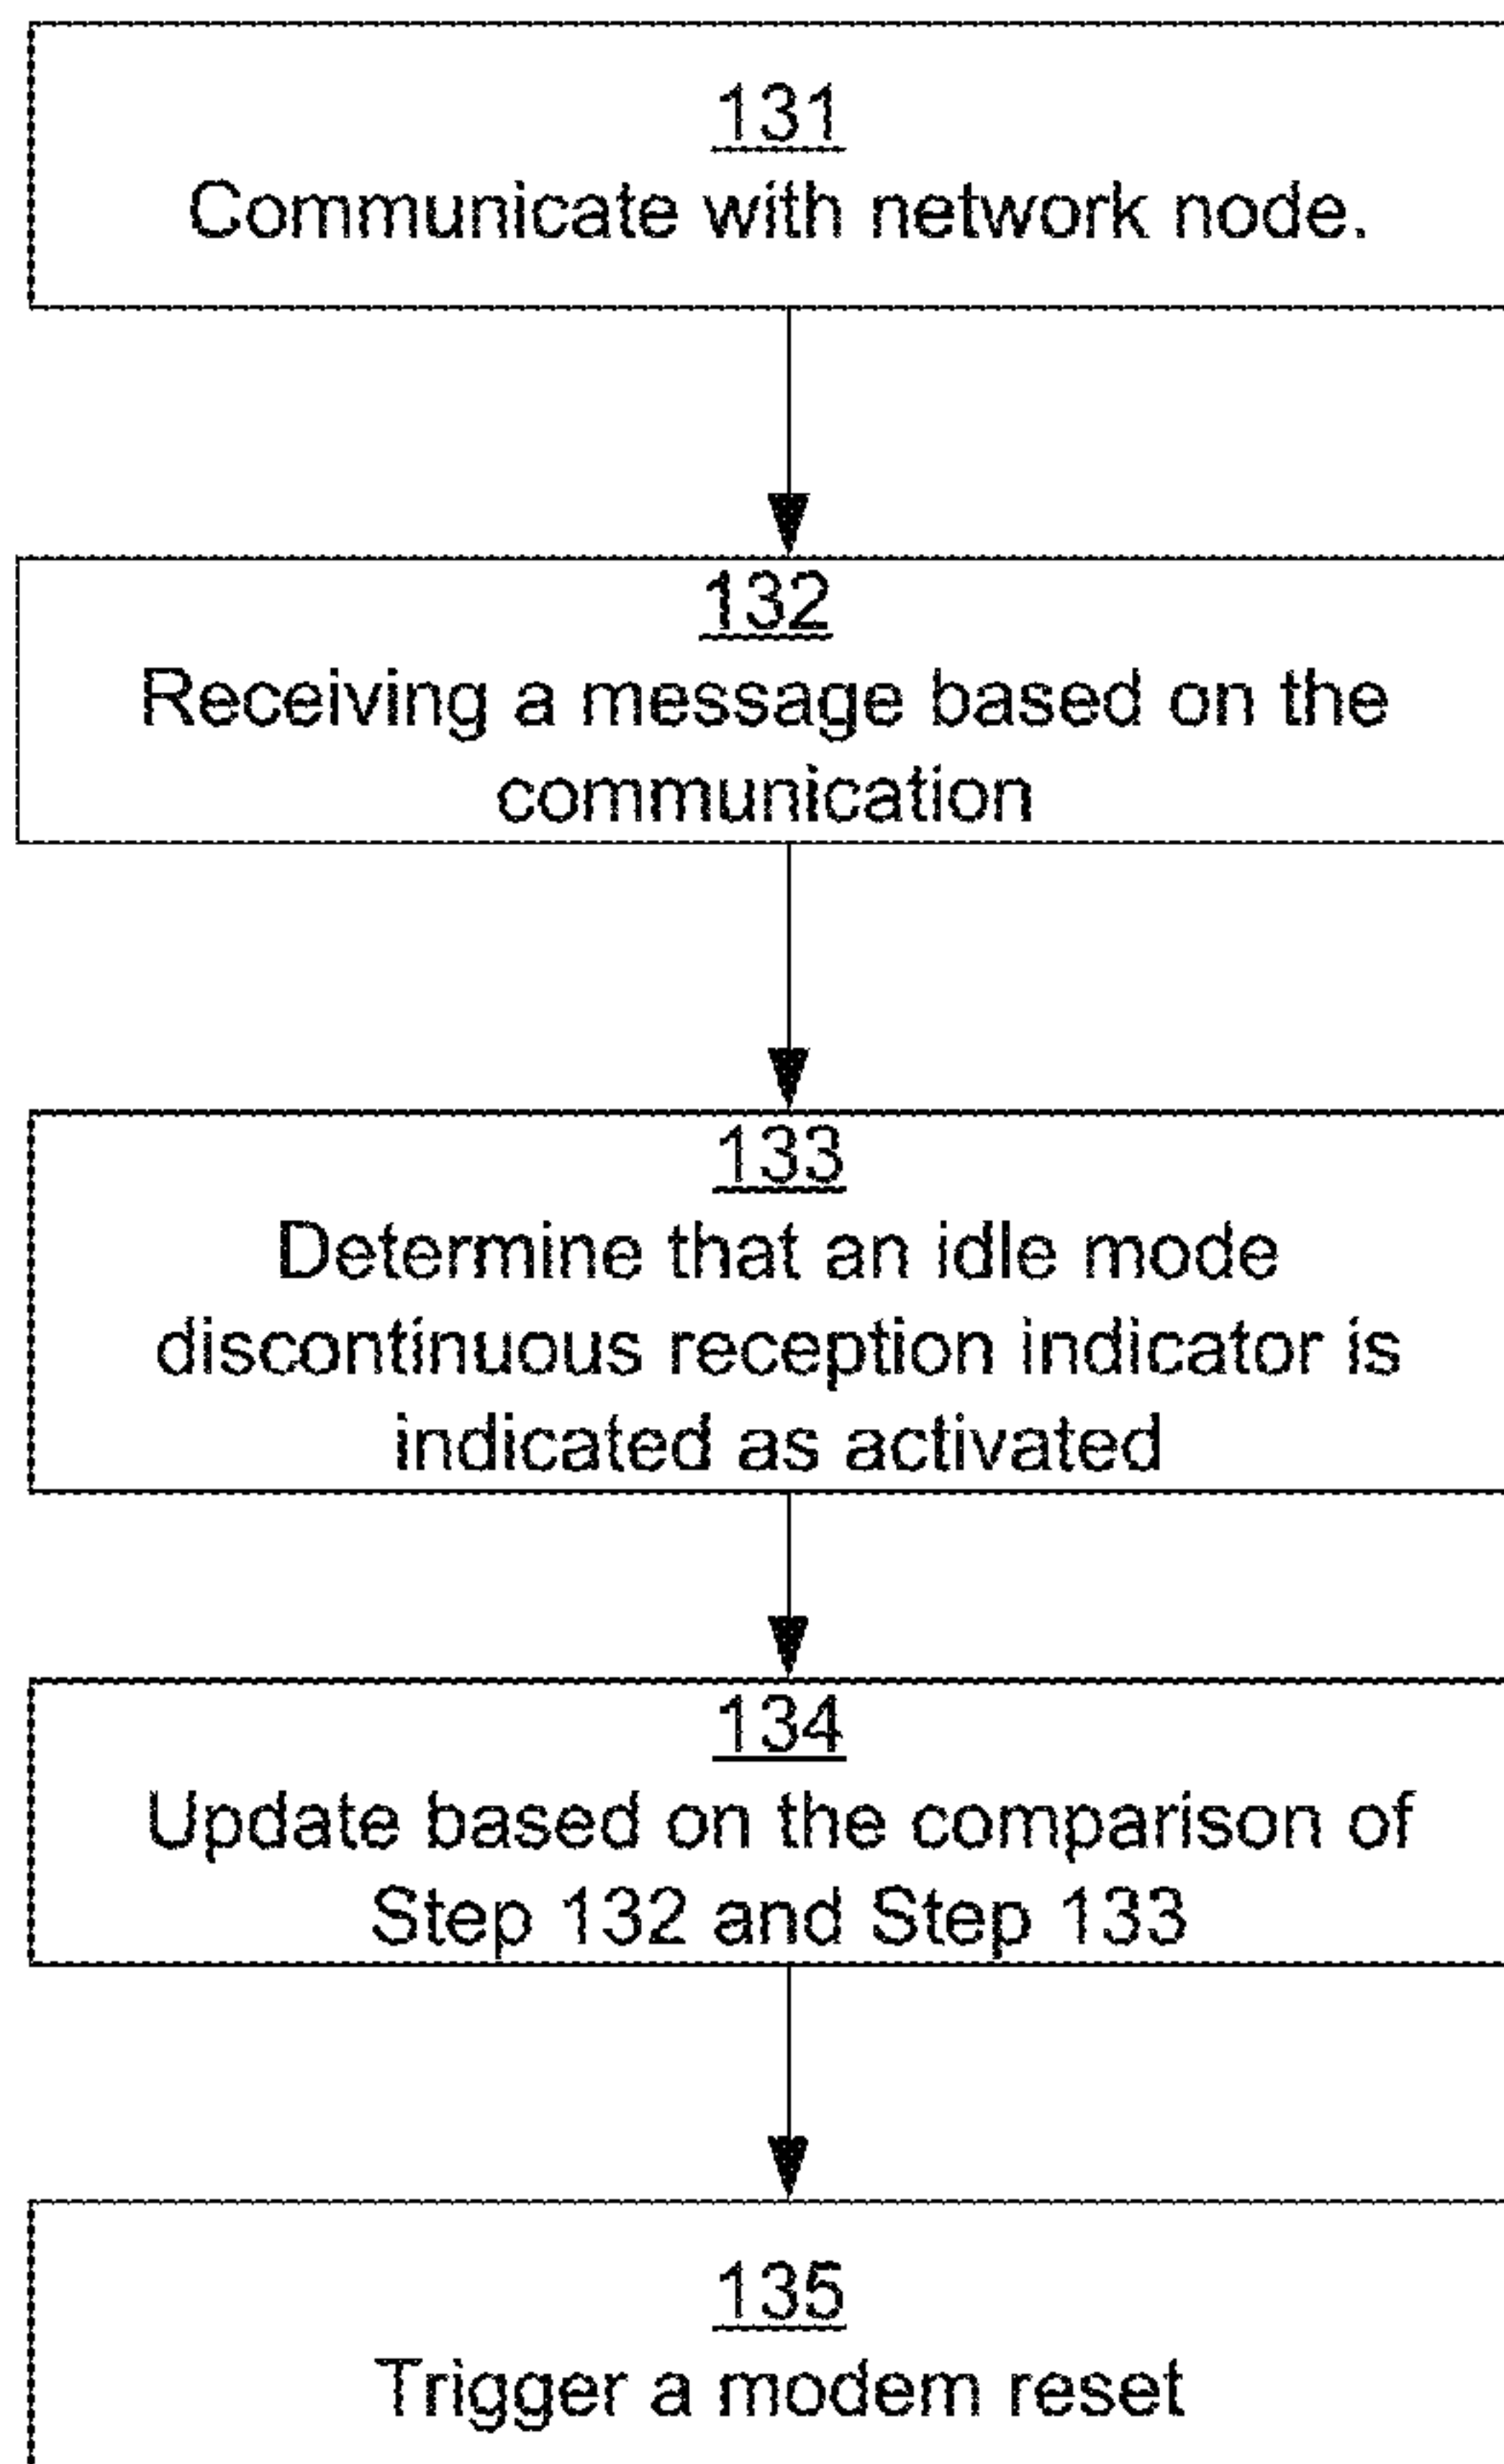 131
Communicate with network node.
132
Receiving a message based on the
communication
133
Determine that an idle mode
discontinuous reception indicator is
indicated as activated
134
Update based on the comparison of
Step 132 and Step 133
135
Trigger a modem reset